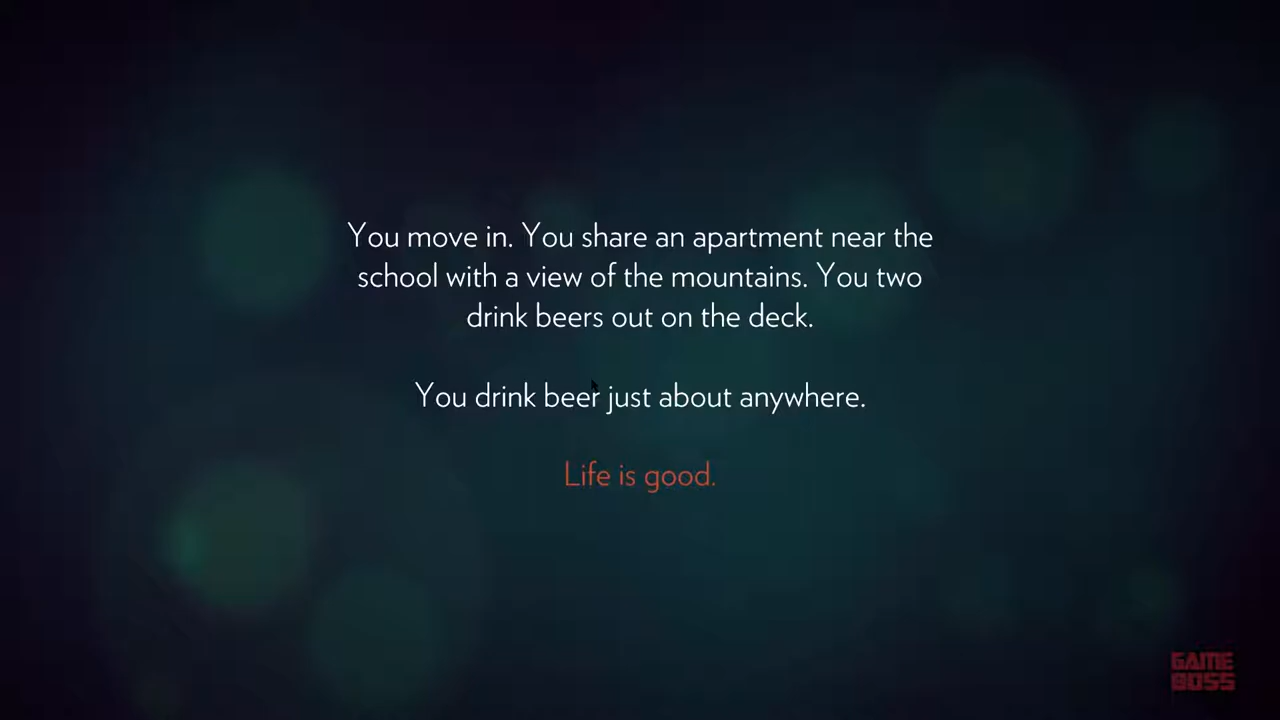 You move in. You share an apartment near the
school with a view of the mountains. You two
drink beers out on the deck.
You drink beer just about anywhere.
Life is good.
GAME
BOSS